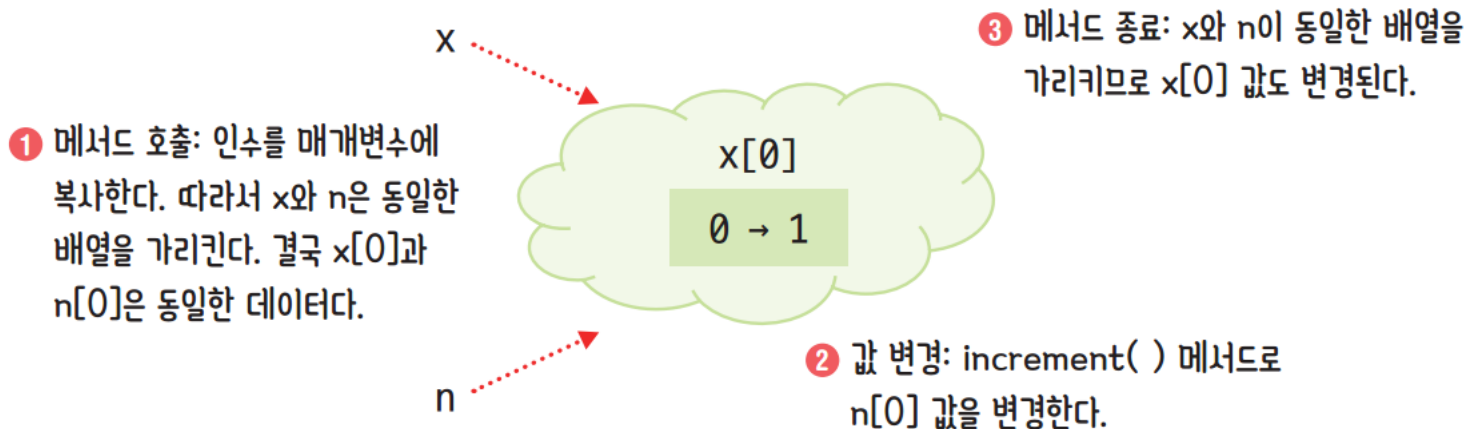 x
❸ 메서드 종료: x와 n이 동일한 배열을
가리키므로 x[0] 값도 변경된다.
❶ 메서드 호출: 인수를 매개변수에
복사한다. 따라서 x와 n은 동일한
배열을 가리킨다. 결국 x[0]과
n[0]은 동일한 데이터다.
x[0]
0 → 1
n
❷ 값 변경: increment( ) 메서드로
n[0] 값을 변경한다.